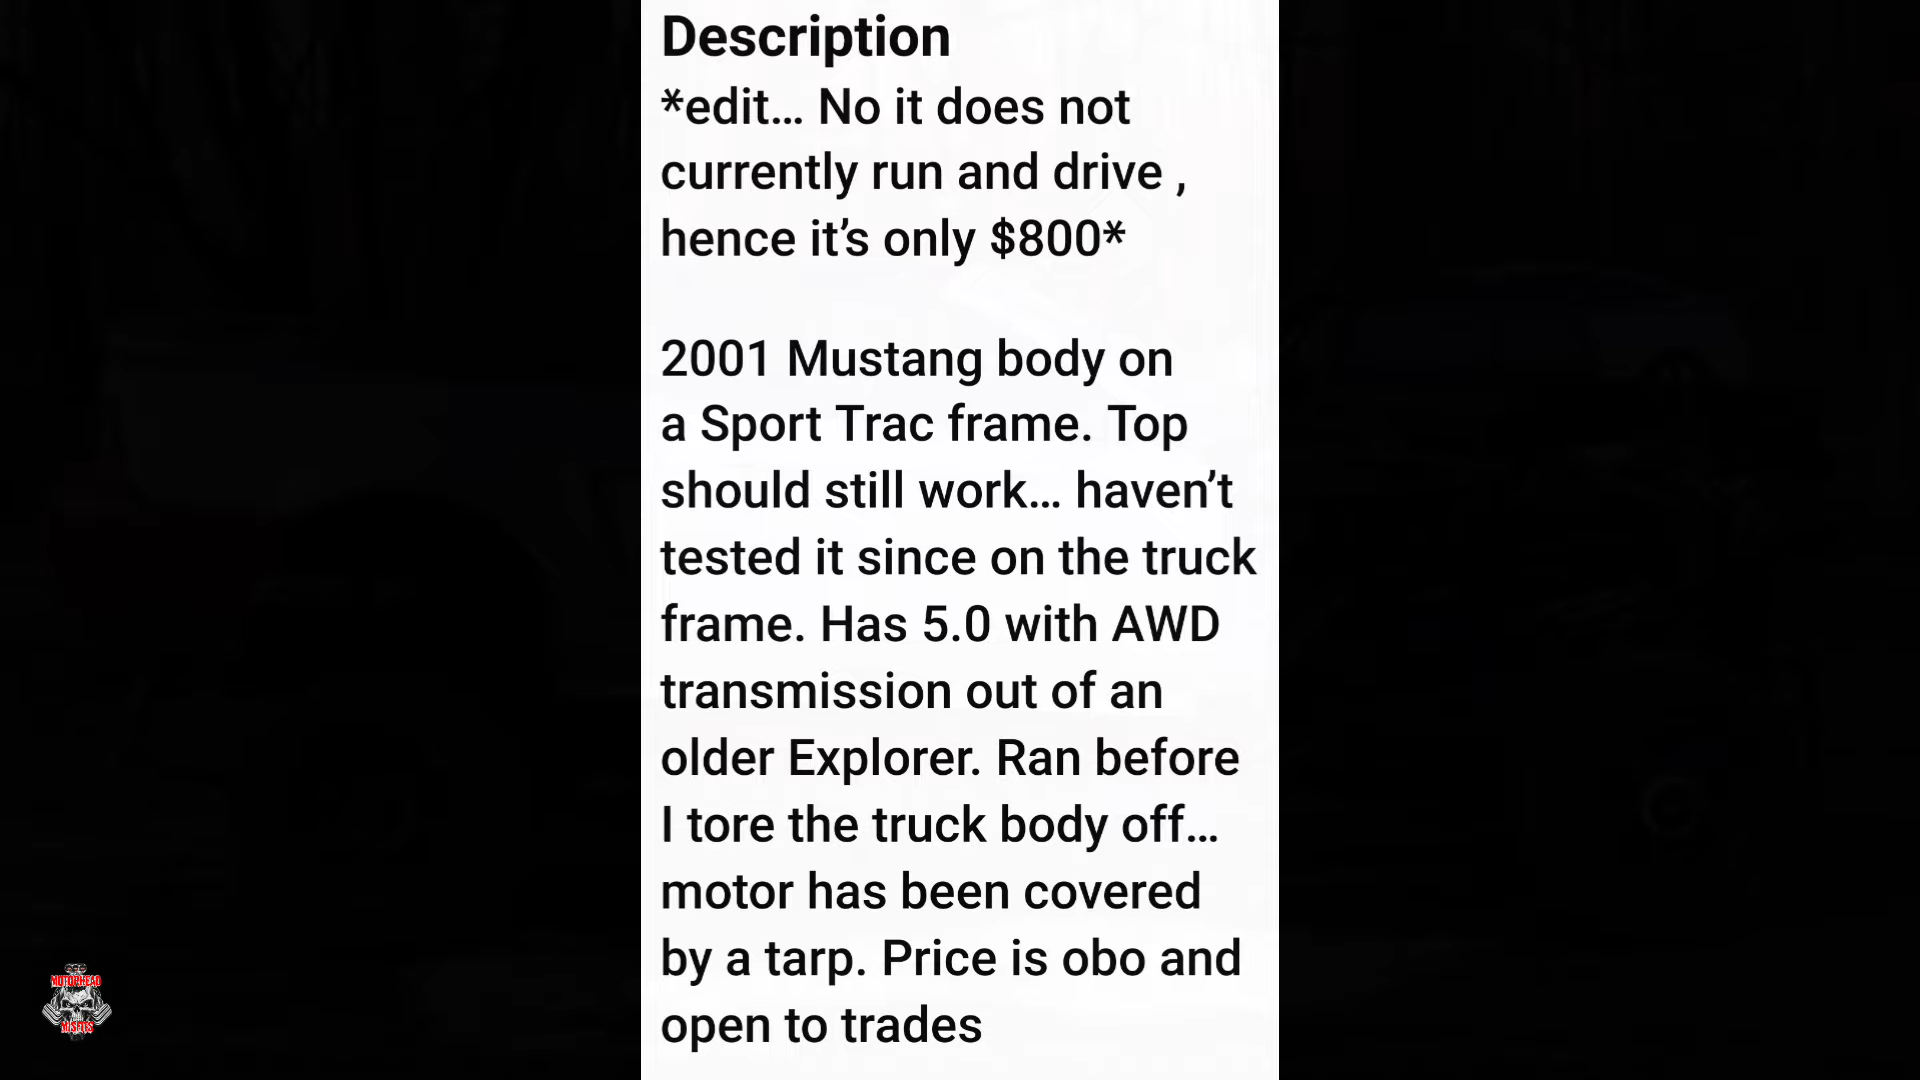 Description
*edit… No it does not
currently run and drive ,
hence it’s only $800*
2001 Mustang body on
a Sport Trac frame. Top
should still work… haven’t
tested it since on the truck
frame. Has 5.0 with AWD
transmission out of an
older Explorer. Ran before
I tore the truck body off…
motor has been covered
by a tarp. Price is obo and
open to trades
MOTORHEAD
MISFITS